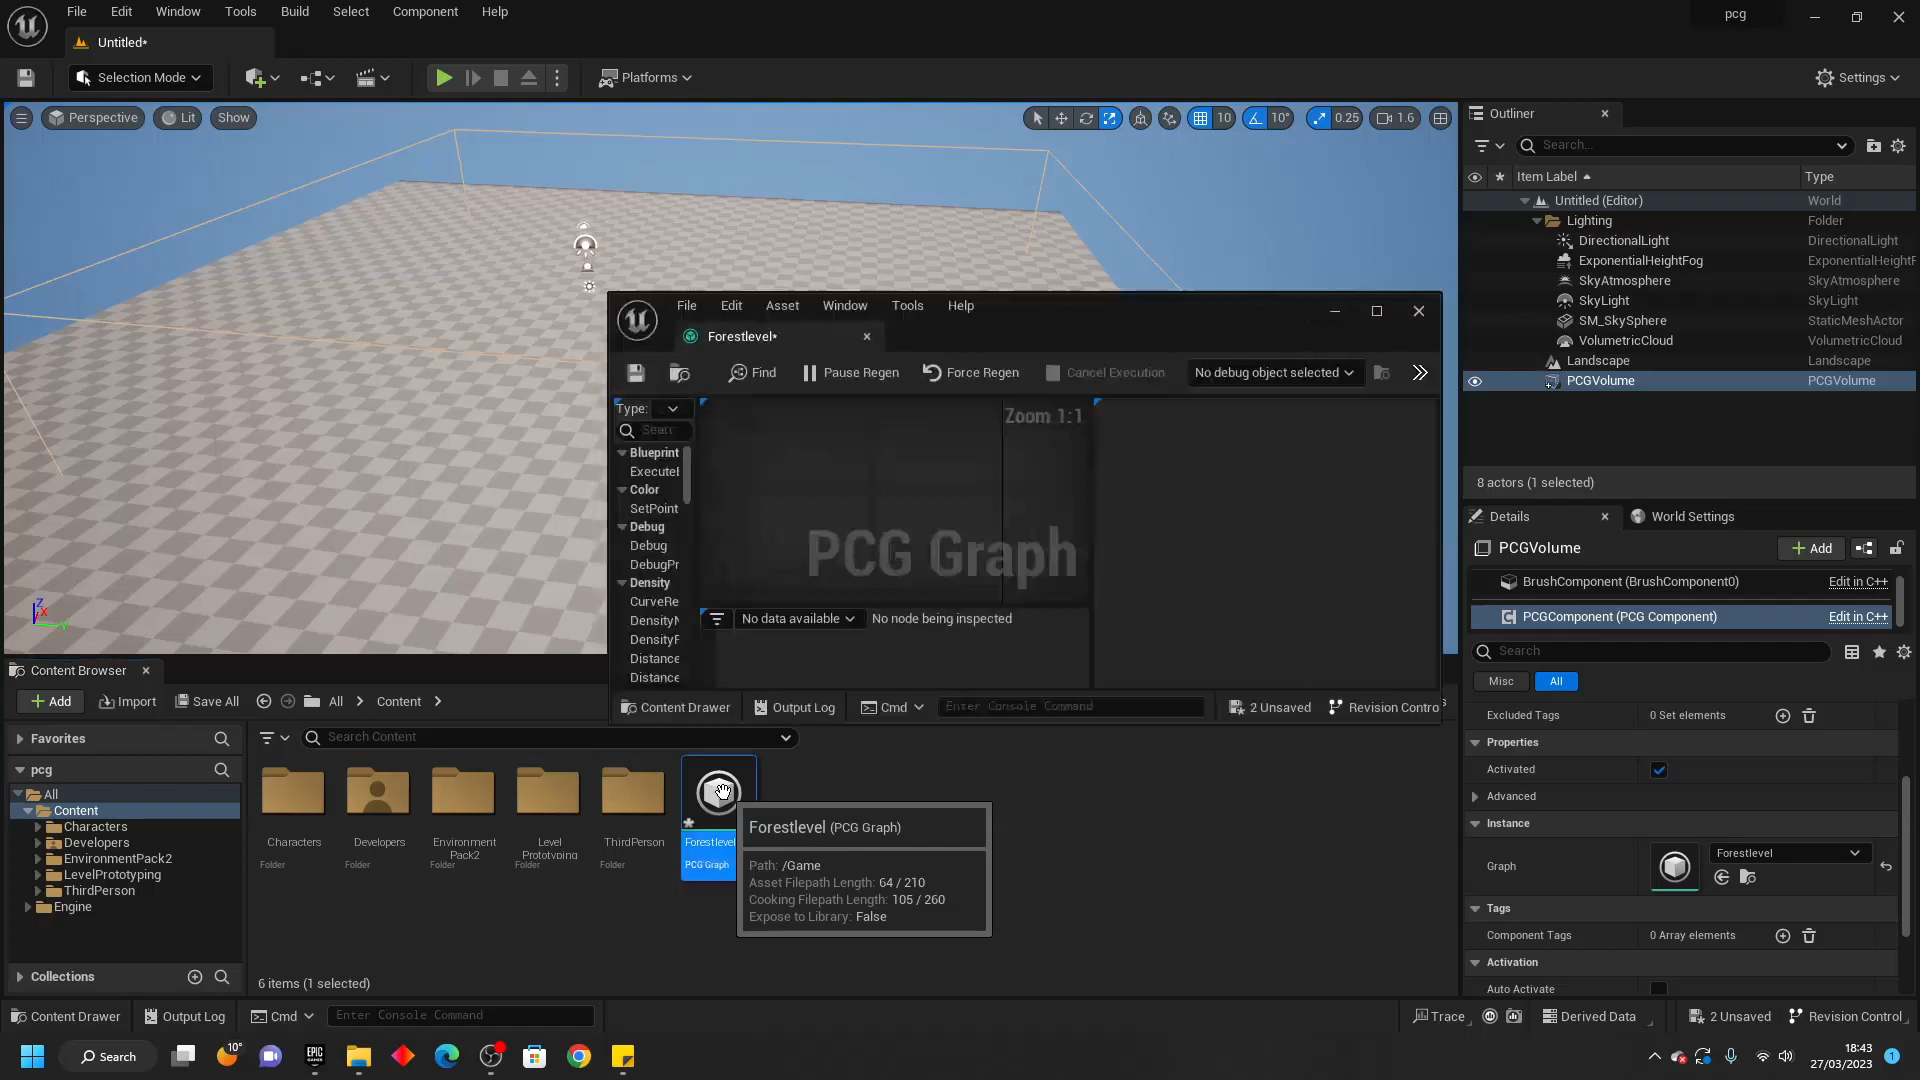 File Edit Window Tools Build Select Component Help
pcg
Untitled*
Selection Mode
Platforms
Settings
Perspective
Lit
Show
10
10°
0.25
1.6
Outliner
Search...
Item Label
Type
Untitled (Editor) World
Lighting Folder
DirectionalLight DirectionalLight
ExponentialHeightFog ExponentialHeightF
SkyAtmosphere SkyAtmosphere
SkyLight SkyLight
SM_SkySphere StaticMeshActor
VolumetricCloud VolumetricCloud
Landscape Landscape
PCGVolume PCGVolume
8 actors (1 selected)
File Edit Asset Window Tools Help
Forestlevel*
Find
Pause Regen
Force Regen
Cancel Execution
No debug object selected
Type:
Sear
Blueprint
Execute
Color
SetPoint
Debug
Debug
DebugPr
Density
CurveRe
DensityN
DensityF
Distance
Distance
Zoom 1:1
PCG Graph
No data available
No node being inspected
Content Drawer
Output Log
Cmd
Enter Console Command
2 Unsaved
Revision Contro
Details
World Settings
PCGVolume
Add
BrushComponent (BrushComponent0) Edit in C++
PCGComponent (PCG Component) Edit in C++
Search
Misc
All
Excluded Tags 0 Set elements
Properties
Activated
Advanced
Instance
Graph
Forestlevel
Tags
Component Tags 0 Array elements
Activation
Auto Activate
Content Browser
Add
Import
Save All
All
Content
Favorites
Search Content
pcg
All
Content
Characters
Developers
EnvironmentPack2
LevelPrototyping
ThirdPerson
Engine
Collections
Characters
Folder
Developers
Folder
Environment
Pack2
Folder
Level
Prototyping
Folder
ThirdPerson
Folder
Forestlevel
PCG Graph
Forestlevel (PCG Graph)
Path: /Game
Asset Filepath Length: 64 / 210
Cooking Filepath Length: 105 / 260
Expose to Library: False
6 items (1 selected)
Content Drawer
Output Log
Cmd
Enter Console Command
Trace
Derived Data
2 Unsaved
Revision Control
Search
10°
EPIC
GAMES
18:43
27/03/2023
1